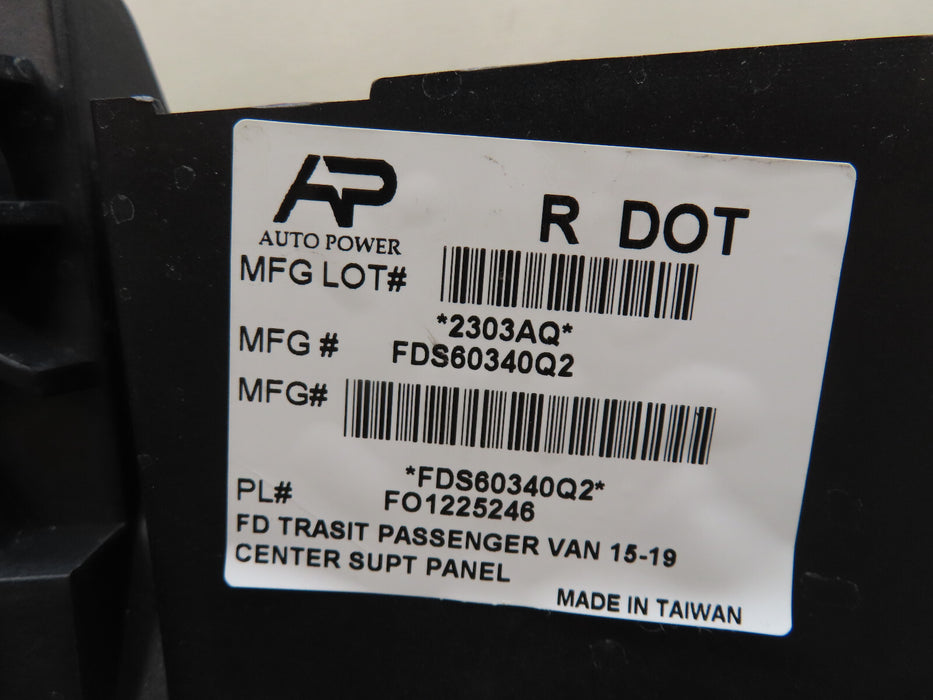 AP
AUTO POWER
R DOT
MFG LOT#
*2303AQ*
MFG # FDS60340Q2
MFG#
*FDS60340Q2*
PL# FO1225246
FD TRASIT PASSENGER VAN 15-19
CENTER SUPT PANEL
MADE IN TAIWAN